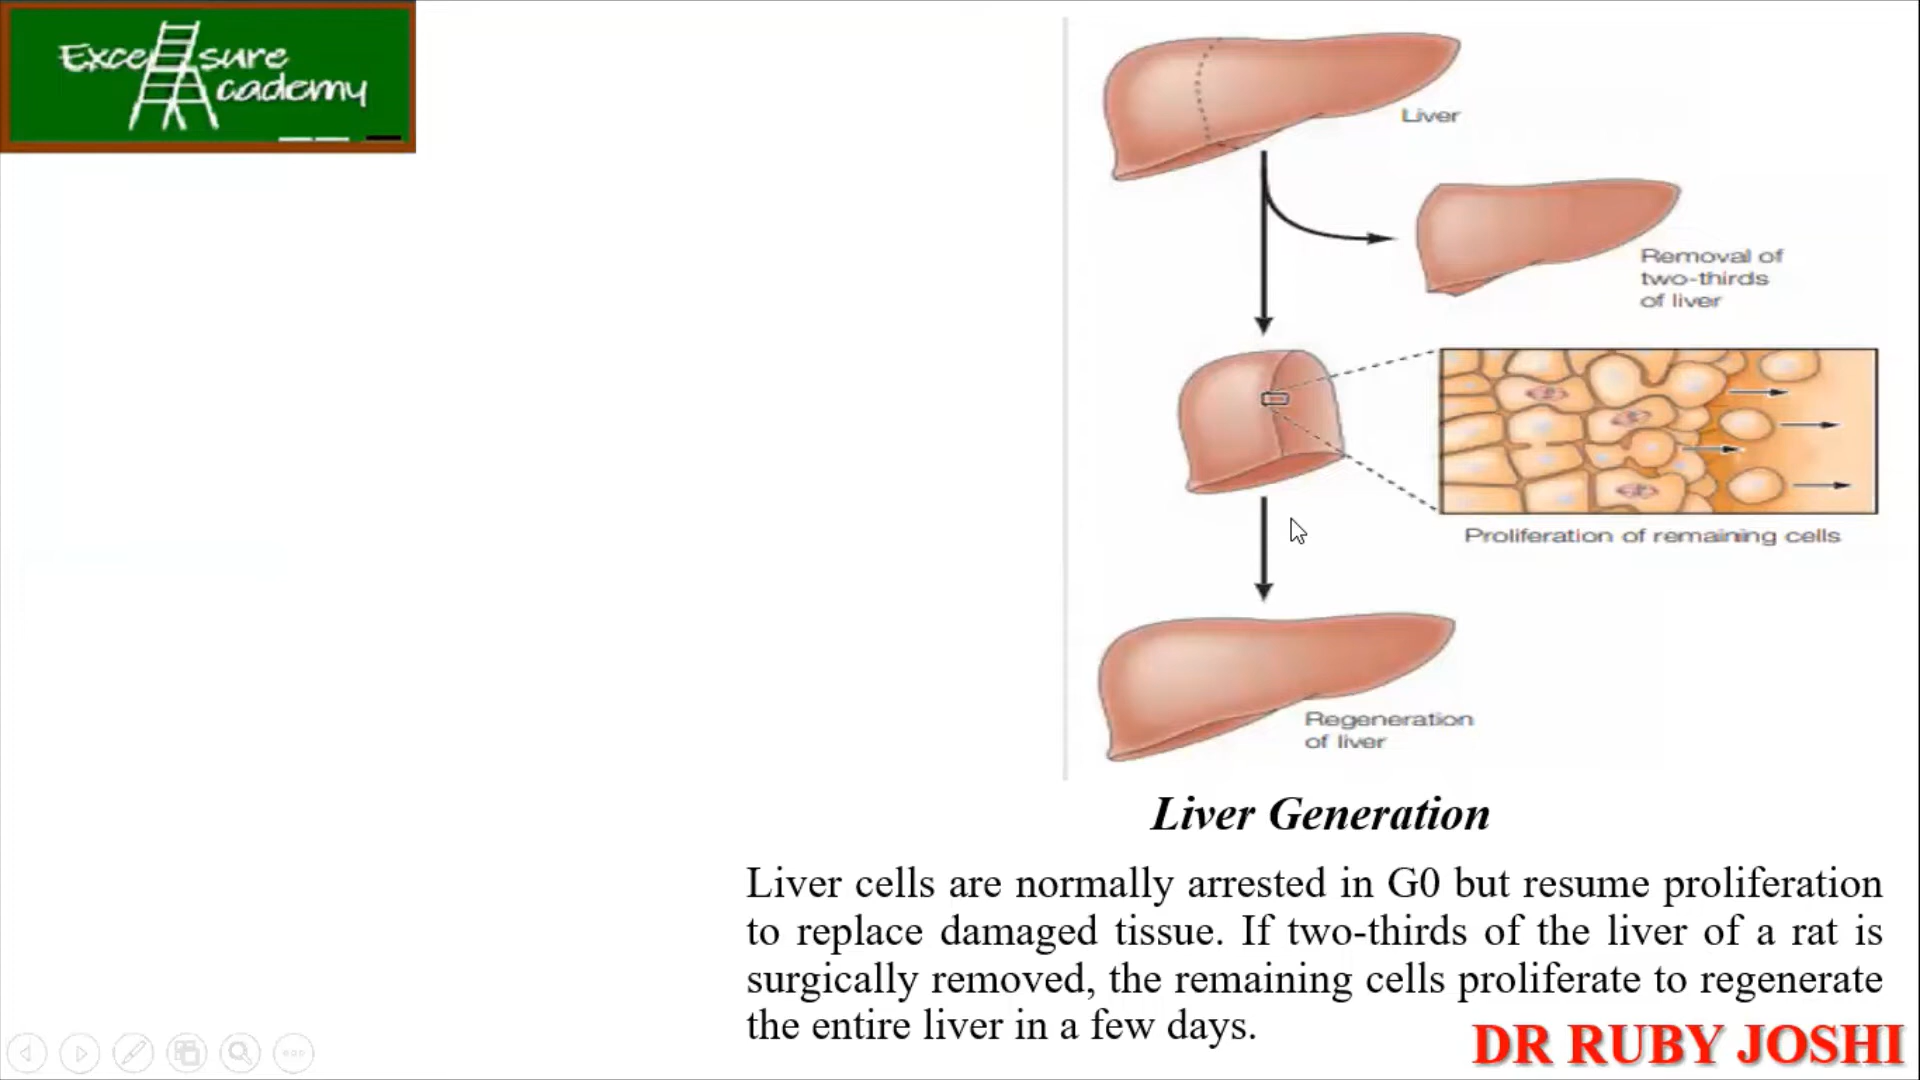 Excel sure
Academy
Liver
Removal of
two-thirds
of liver
Proliferation of remaining cells
Regeneration
of liver
Liver Generation
Liver cells are normally arrested in G0 but resume proliferation
to replace damaged tissue. If two-thirds of the liver of a rat is
surgically removed, the remaining cells proliferate to regenerate
the entire liver in a few days.
DR RUBY JOSHI